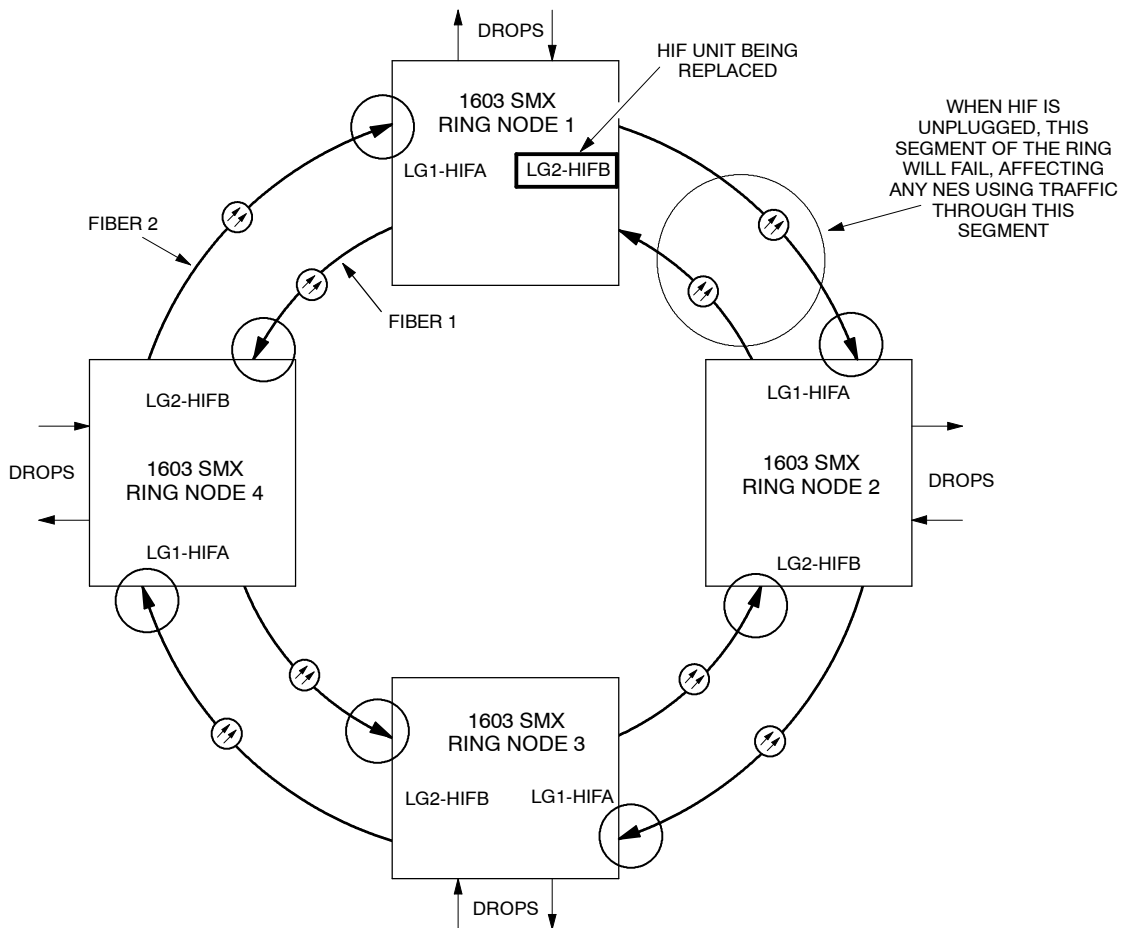 DROPS
HIF UNIT BEING
REPLACED
1603 SMX
RING NODE 1
LG1-HIFA
LG2-HIFB
WHEN HIF IS
UNPLUGGED, THIS
SEGMENT OF THE RING
WILL FAIL, AFFECTING
ANY NES USING TRAFFIC
THROUGH THIS
SEGMENT
FIBER 2
FIBER 1
LG2-HIFB
1603 SMX
RING NODE 4
LG1-HIFA
DROPS
LG1-HIFA
1603 SMX
RING NODE 2
LG2-HIFB
DROPS
1603 SMX
RING NODE 3
LG2-HIFB
LG1-HIFA
DROPS